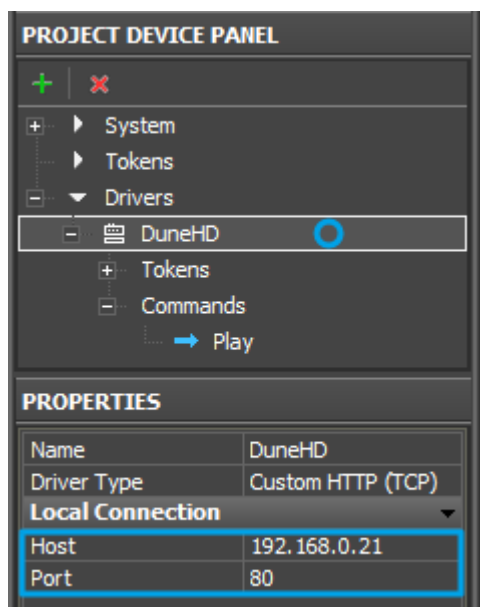 PROJECT DEVICE PANEL
System
Tokens
Drivers
DuneHD
Tokens
Commands
Play
PROPERTIES
Name DuneHD
Driver Type Custom HTTP (TCP)
Local Connection
Host 192.168.0.21
Port 80